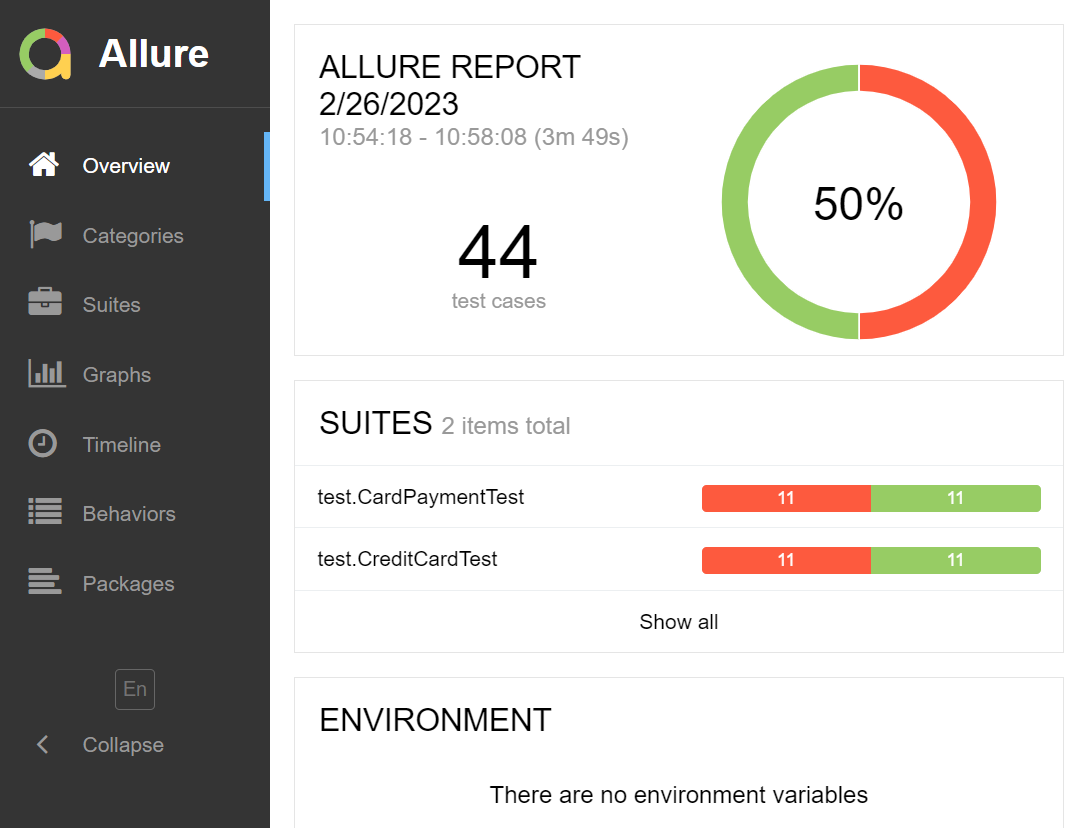 Allure
Overview
Categories
Suites
Graphs
Timeline
Behaviors
Packages
En
Collapse
ALLURE REPORT
2/26/2023
10:54:18 - 10:58:08 (3m 49s)
44
test cases
50%
SUITES 2 items total
test.CardPaymentTest 11 11
test.CreditCardTest 11 11
Show all
ENVIRONMENT
There are no environment variables